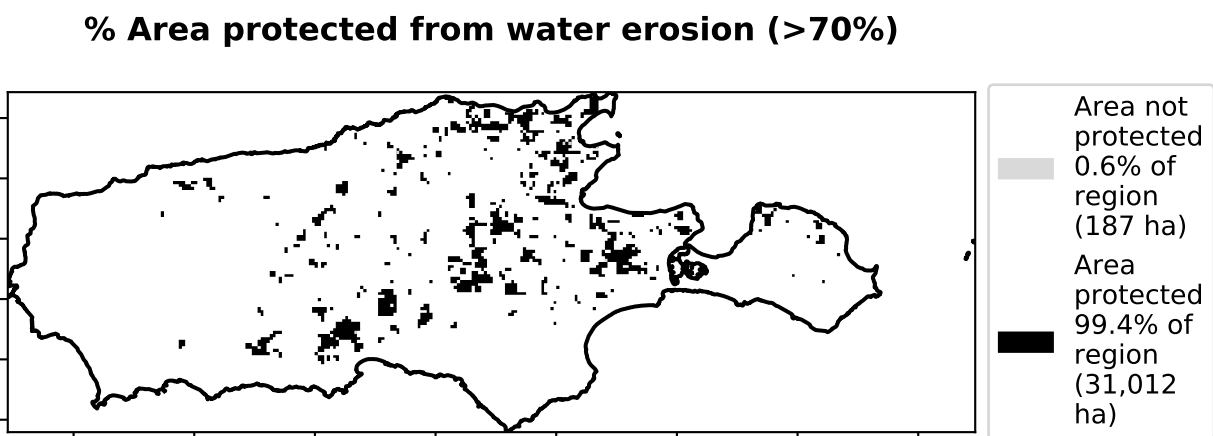 % Area protected from water erosion (>70%)
Area not
protected
0.6% of
region
(187 ha)
Area
protected
99.4% of
region
(31,012
ha)